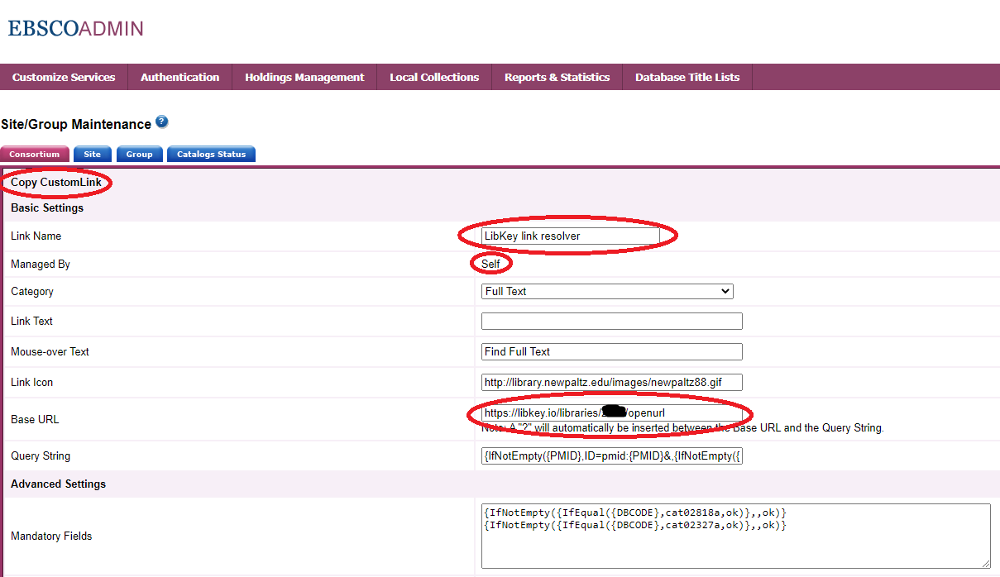 EBSCOADMIN
Customize Services Authentication Holdings Management Local Collections Reports & Statistics Database Title Lists
Site/Group Maintenance ?
Consortium Site Group Catalogs Status
Copy CustomLink
Basic Settings
Link Name LibKey link resolver
Managed By Self
Category Full Text
Link Text
Mouse-over Text Find Full Text
Link Icon http://library.newpaltz.edu/images/newpaltz88.gif
Base URL https://libkey.io/libraries/ /openurl
Note: A "?" will automatically be inserted between the Base URL and the Query String.
Query String {IfNotEmpty({PMID},ID=pmid:{PMID}&,{IfNotEmpty({
Advanced Settings
Mandatory Fields {IfNotEmpty({IfEqual({DBCODE},cat02818a,ok)},,ok)}
{IfNotEmpty({IfEqual({DBCODE},cat02327a,ok)},,ok)}